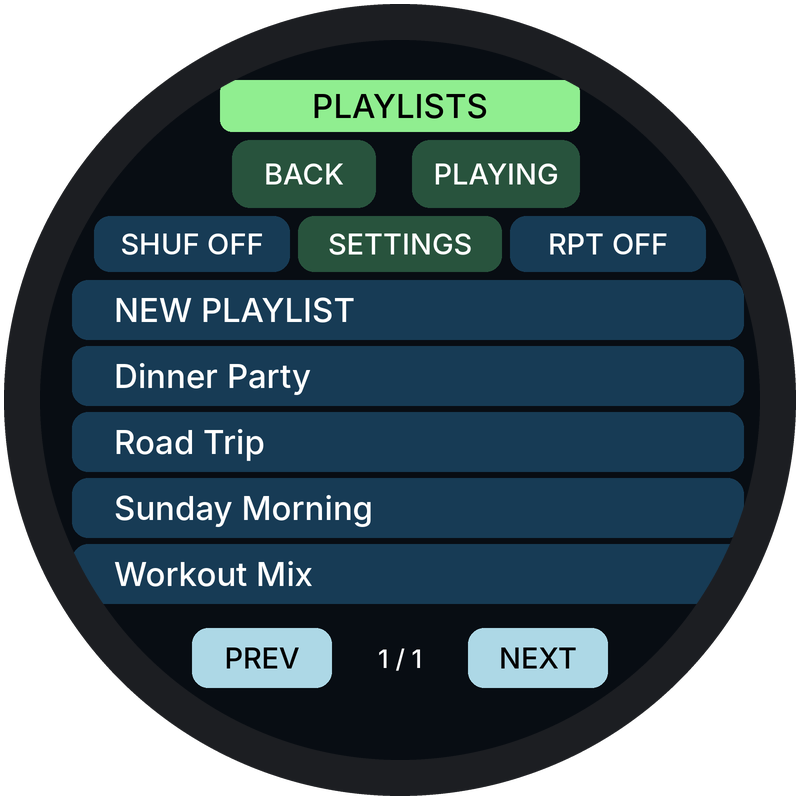 PLAYLISTS
BACK PLAYING
SHUF OFF SETTINGS RPT OFF
NEW PLAYLIST
Dinner Party
Road Trip
Sunday Morning
Workout Mix
PREV 1 / 1 NEXT